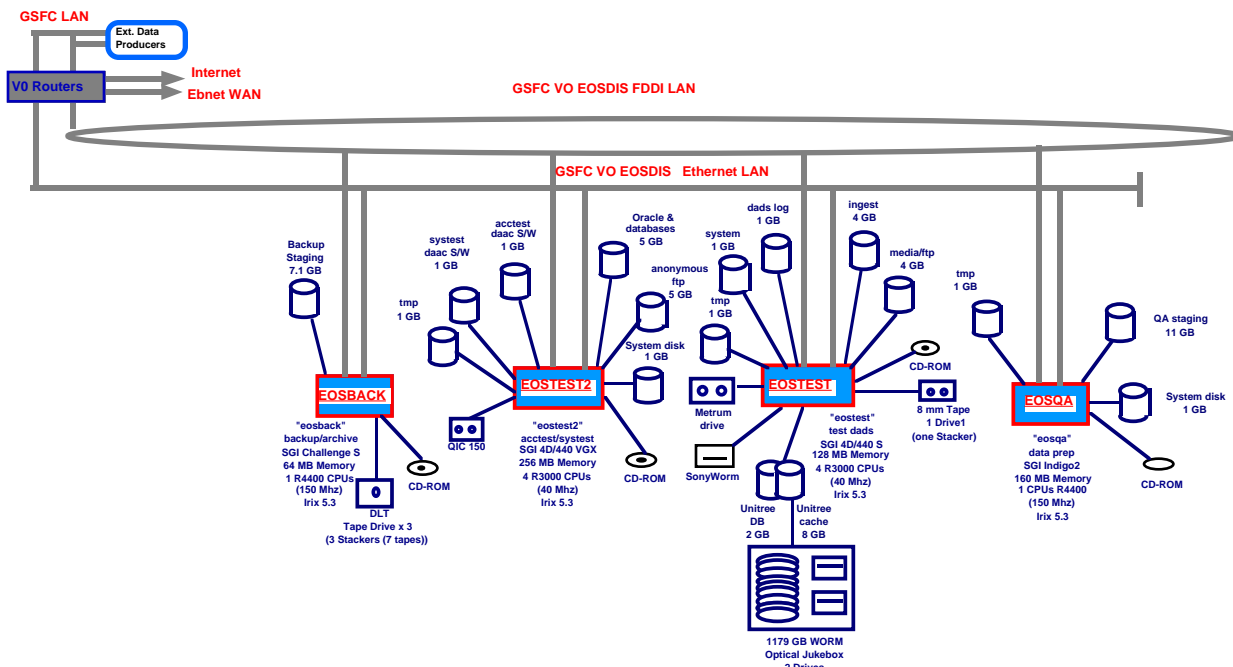 GSFC LAN
Ext. Data
Producers
V0 Routers
Internet
Ebnet WAN
GSFC VO EOSDIS FDDI LAN
GSFC VO EOSDIS Ethernet LAN
Backup
Staging
7.1 GB
tmp
1 GB
systest
daac S/W
1 GB
acctest
daac S/W
1 GB
Oracle &
databases
5 GB
anonymous
ftp
5 GB
System disk
1 GB
system
1 GB
tmp
1 GB
dads log
1 GB
ingest
4 GB
media/ftp
4 GB
tmp
1 GB
QA staging
11 GB
System disk
1 GB
EOSBACK
"eosback"
backup/archive
SGI Challenge S
64 MB Memory
1 R4400 CPUs
(150 Mhz)
Irix 5.3
CD-ROM
DLT
Tape Drive x 3
(3 Stackers (7 tapes))
EOSTEST2
QIC 150
"eostest2"
acctest/systest
SGI 4D/440 VGX
256 MB Memory
4 R3000 CPUs
(40 Mhz)
Irix 5.3
CD-ROM
EOSTEST
Metrum
drive
SonyWorm
"eostest"
test dads
SGI 4D/440 S
128 MB Memory
4 R3000 CPUs
(40 Mhz)
Irix 5.3
CD-ROM
8 mm Tape
1 Drive1
(one Stacker)
Unitree
DB
2 GB
Unitree
cache
8 GB
1179 GB WORM
Optical Jukebox
2 Drives
EOSQA
"eosqa"
data prep
SGI Indigo2
160 MB Memory
1 CPUs R4400
(150 Mhz)
Irix 5.3
CD-ROM